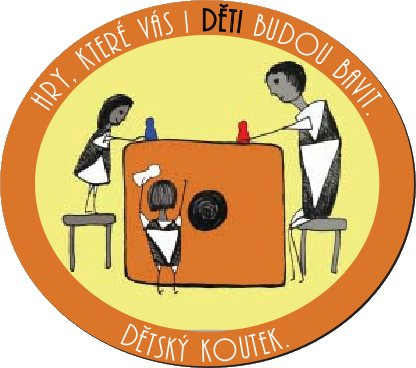 HRY, KTERÉ VÁS I DĚTI BUDOU BAVIT.
DĚTSKÝ KOUTEK.